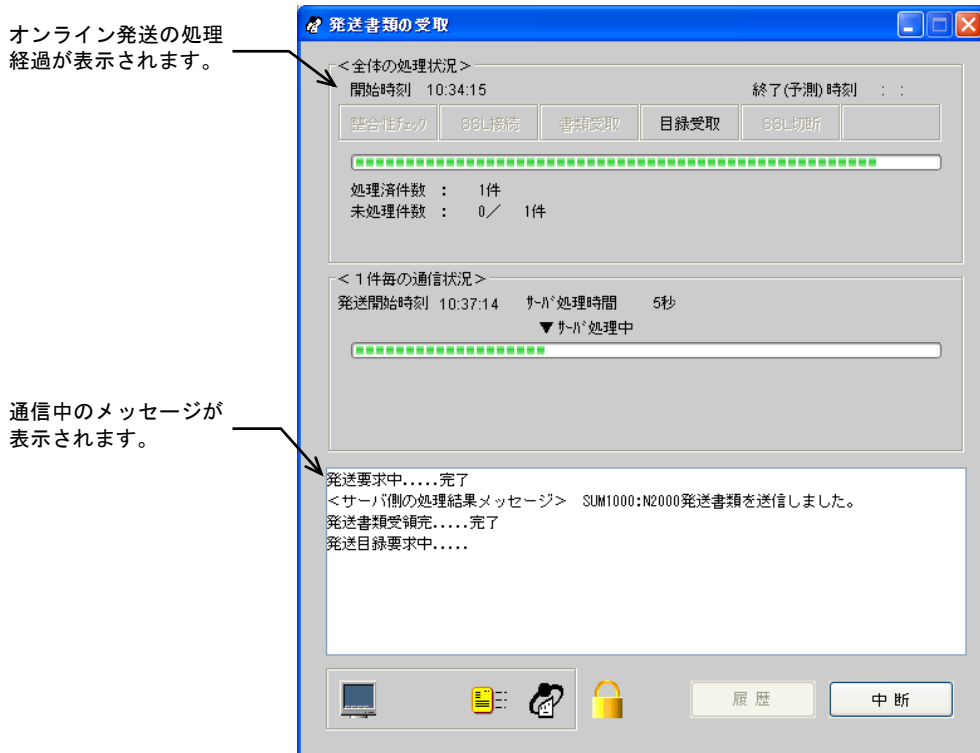 オンライン発送の処理
経過が表示されます。
発送書類の受取
＜全体の処理状況＞
開始時刻 10:34:15 終了(予測)時刻 : :
整合性ﾁｪｯｸ SSL接続 書類受取 目録受取 SSL切断
処理済件数 : 1件
未処理件数 : 0／ 1件
＜１件毎の通信状況＞
発送開始時刻 10:37:14 ｻｰﾊﾞ処理時間 5秒
▼ｻｰﾊﾞ処理中
通信中のメッセージが
表示されます。
発送要求中.....完了
＜サーバ側の処理結果メッセージ＞ SUM1000:N2000発送書類を送信しました。
発送書類受領完.....完了
発送目録要求中.....
履歴 中断